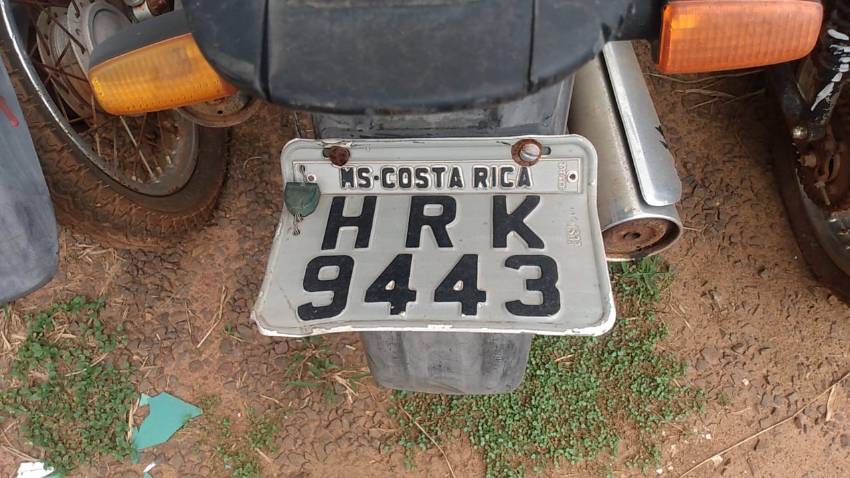 MS-COSTA RICA
HRK
9443